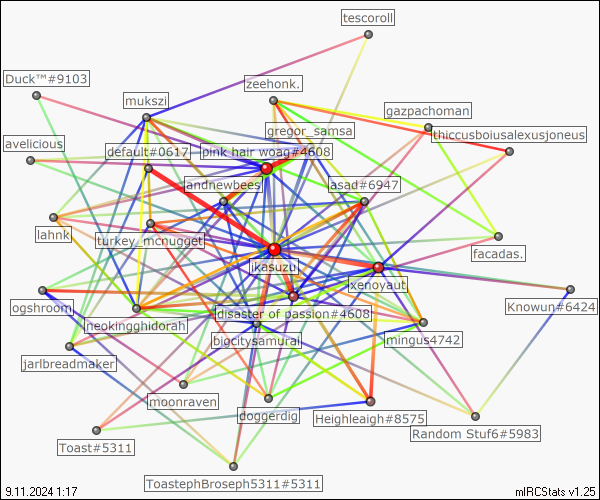 tescoroll
Duck™#9103
zeehonk.
mukszi
gazpachoman
gregor_samsa
thiccusboiusalexusjoneus
avelicious
default#0617
pink hair woag#4608
landnewbees
asad#6947
lahnk
turkey_mcnugget
facadas.
ikasuzu
xenoyaut
ogshroom
neokingghidorah
disaster of passion#4608
Knowun#6424
bigcitysamurai
mingus4742
jarlbreadmaker
moonraven
doggerdig
Heighleaigh#8575
Random Stuf6#5983
Toast#5311
ToastephBroseph5311#5311
9.11.2024 1:17
mIRCStats v1.25